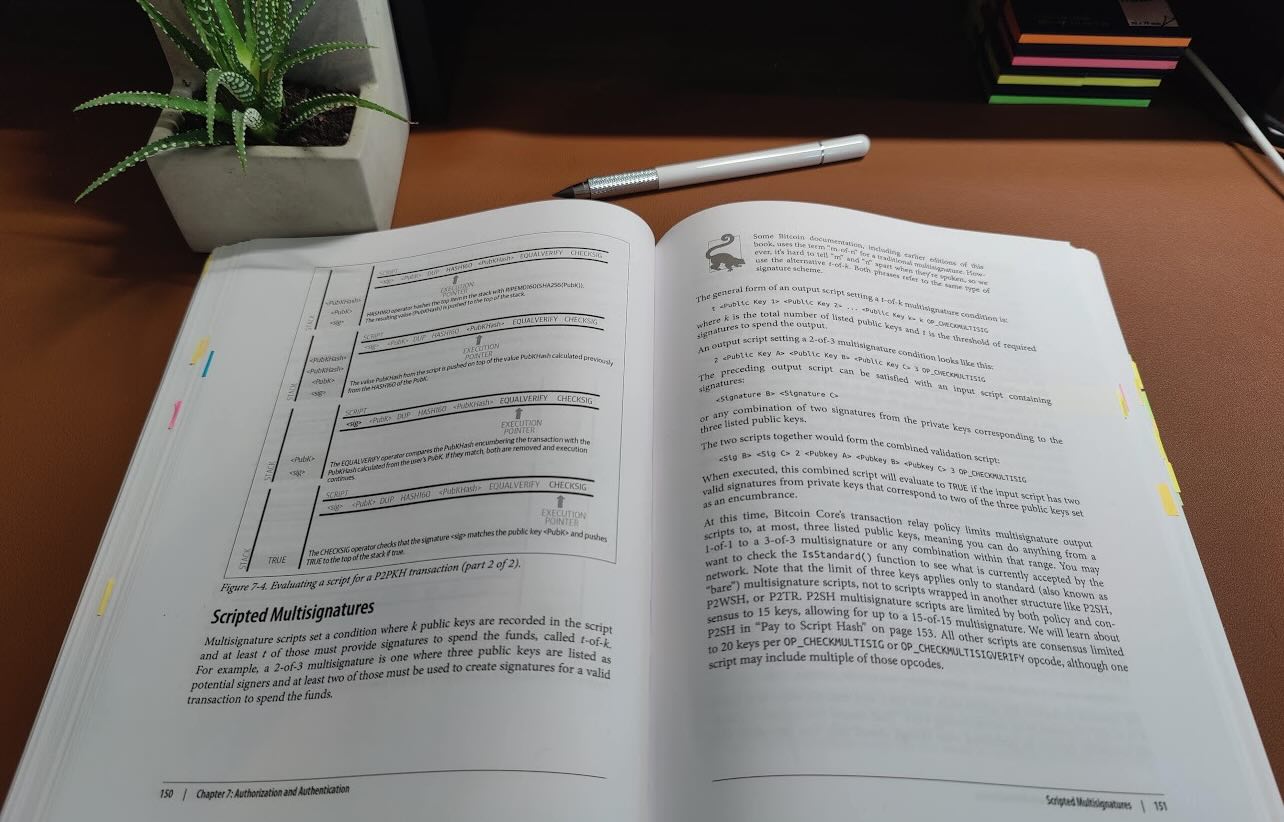 SCRIPT
<sig> <PubK> DUP HASH160 <PubKHash> EQUALVERIFY CHECKSIG
EXECUTION
POINTER
<PubKHash>
<PubK>
<sig>
STACK
HASH160 operator hashes the top item in the stack with RIPEMD160(SHA256(PubK)).
The resulting value (PubKHash) is pushed to the top of the stack.
SCRIPT
<sig> <PubK> DUP HASH160 <PubKHash> EQUALVERIFY CHECKSIG
EXECUTION
POINTER
<PubKHash>
<PubKHash>
<PubK>
<sig>
STACK
The value PubKHash from the script is pushed on top of the value PubKHash calculated previously
from the HASH160 of the PubK.
SCRIPT
<sig> <PubK> DUP HASH160 <PubKHash> EQUALVERIFY CHECKSIG
EXECUTION
POINTER
<PubK>
<sig>
STACK
The EQUALVERIFY operator compares the PubKHash encumbering the transaction with the
PubKHash calculated from the user's PubK. If they match, both are removed and execution
continues.
SCRIPT
<sig> <PubK> DUP HASH160 <PubKHash> EQUALVERIFY CHECKSIG
EXECUTION
POINTER
TRUE
STACK
The CHECKSIG operator checks that the signature <sig> matches the public key <PubK> and pushes
TRUE to the top of the stack if true.
Figure 7-4. Evaluating a script for a P2PKH transaction (part 2 of 2).
Scripted Multisignatures
Multisignature scripts set a condition where k public keys are recorded in the script
and at least t of those must provide signatures to spend the funds, called t-of-k.
For example, a 2-of-3 multisignature is one where three public keys are listed as
potential signers and at least two of those must be used to create signatures for a valid
transaction to spend the funds.
150 | Chapter 7: Authorization and Authentication
Some Bitcoin documentation, including earlier editions of this
book, uses the term "m-of-n" for a traditional multisignature. How-
ever, it's hard to tell "m" and "n" apart when they're spoken, so we
use the alternative t-of-k. Both phrases refer to the same type of
signature scheme.
The general form of an output script setting a t-of-k multisignature condition is:
t <Public Key 1> <Public Key 2> ... <Public Key k> k OP_CHECKMULTISIG
where k is the total number of listed public keys and t is the threshold of required
signatures to spend the output.
An output script setting a 2-of-3 multisignature condition looks like this:
2 <Public Key A> <Public Key B> <Public Key C> 3 OP_CHECKMULTISIG
The preceding output script can be satisfied with an input script containing
signatures:
<Signature B> <Signature C>
or any combination of two signatures from the private keys corresponding to the
three listed public keys.
The two scripts together would form the combined validation script:
<Sig B> <Sig C> 2 <Pubkey A> <Pubkey B> <Pubkey C> 3 OP_CHECKMULTISIG
When executed, this combined script will evaluate to TRUE if the input script has two
valid signatures from private keys that correspond to two of the three public keys set
as an encumbrance.
At this time, Bitcoin Core's transaction relay policy limits multisignature output
scripts to, at most, three listed public keys, meaning you can do anything from a
1-of-1 to a 3-of-3 multisignature or any combination within that range. You may
want to check the IsStandard() function to see what is currently accepted by the
network. Note that the limit of three keys applies only to standard (also known as
"bare") multisignature scripts, not to scripts wrapped in another structure like P2SH,
P2WSH, or P2TR. P2SH multisignature scripts are limited by both policy and con-
sensus to 15 keys, allowing for up to a 15-of-15 multisignature. We will learn about
P2SH in "Pay to Script Hash" on page 153. All other scripts are consensus limited
to 20 keys per OP_CHECKMULTISIG or OP_CHECKMULTISIGVERIFY opcode, although one
script may include multiple of those opcodes.
Scripted Multisignatures | 151